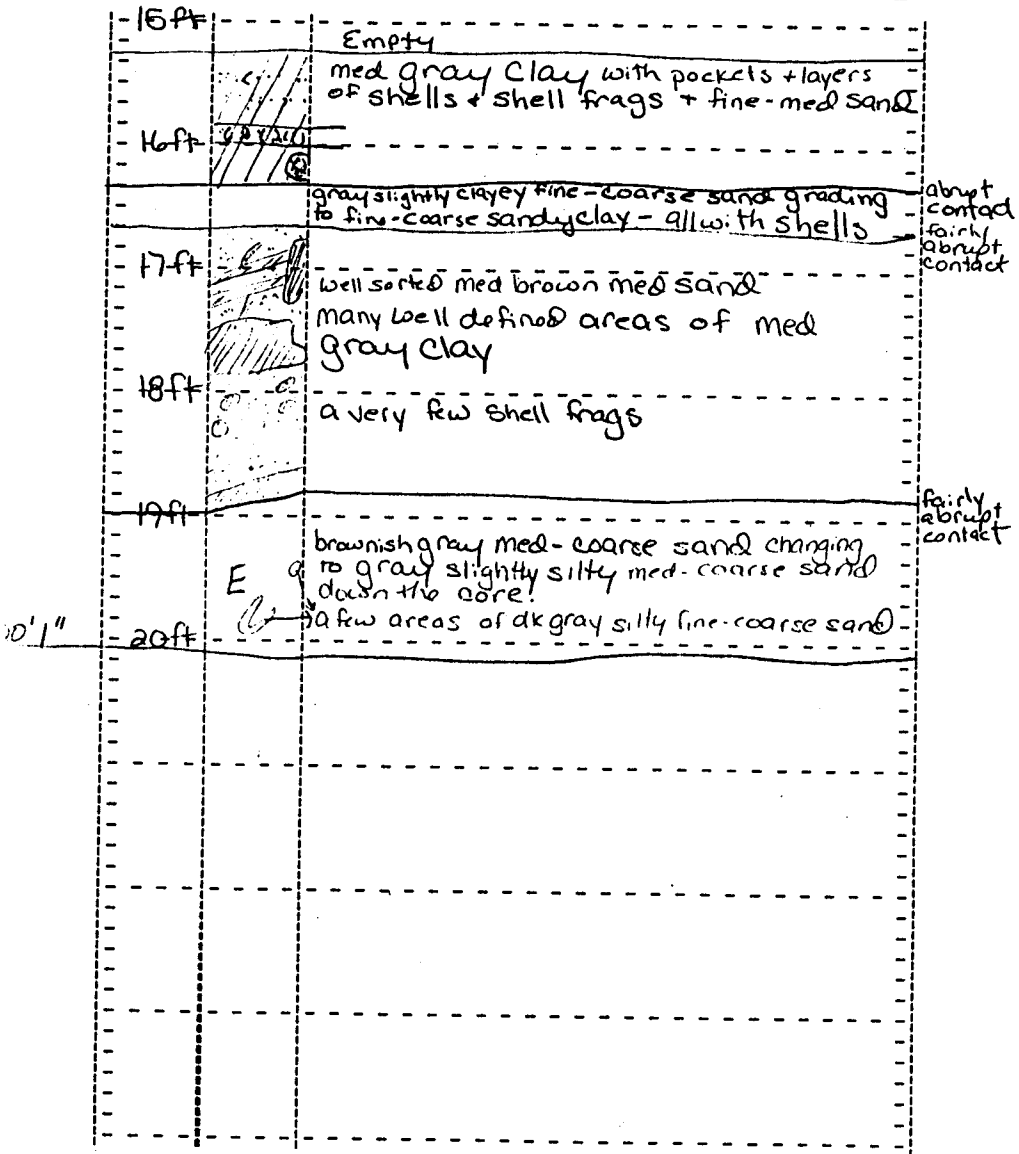 15ft
Empty
med gray clay with pockets + layers
of shells + shell frags + fine-med sand
16ft
gray slightly clayey fine-coarse sand grading
to fine-coarse sandy clay - all with shells
abrupt
contact
fairly
abrupt
contact
17ft
well sorted med brown med sand
many well defined areas of med
gray clay
18ft
a very few shell frags
19ft
fairly
abrupt
contact
brownish gray med-coarse sand changing
to gray slightly silty med-coarse sand
down the core.
E
a few areas of dk gray silty fine-coarse sand
0'1"
20ft